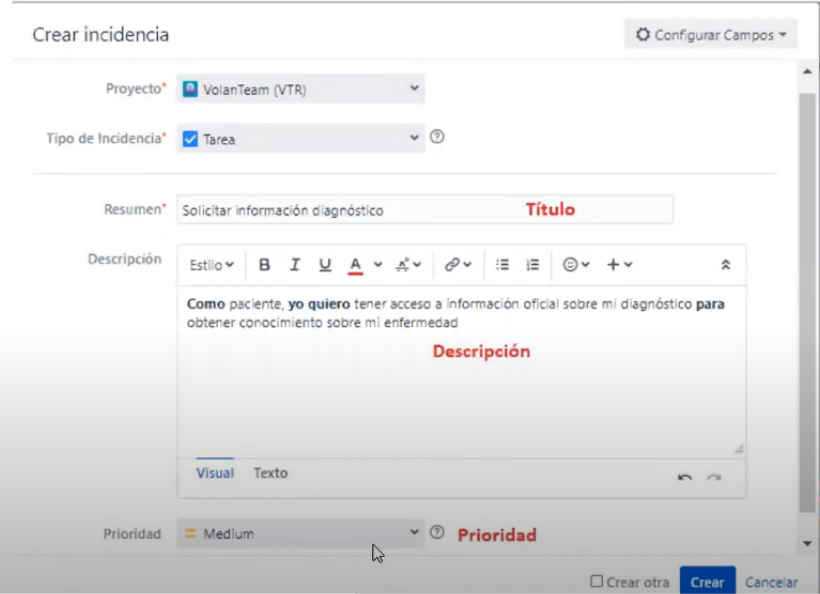 Crear incidencia
Configurar Campos
Proyecto* VolanTeam (VTR)
Tipo de Incidencia* Tarea
Resumen* Solicitar información diagnóstico Título
Descripción
Estilo B I U A
Como paciente, yo quiero tener acceso a información oficial sobre mi diagnóstico para
obtener conocimiento sobre mi enfermedad
Descripción
Visual Texto
Prioridad Medium Prioridad
Crear otra Crear Cancelar